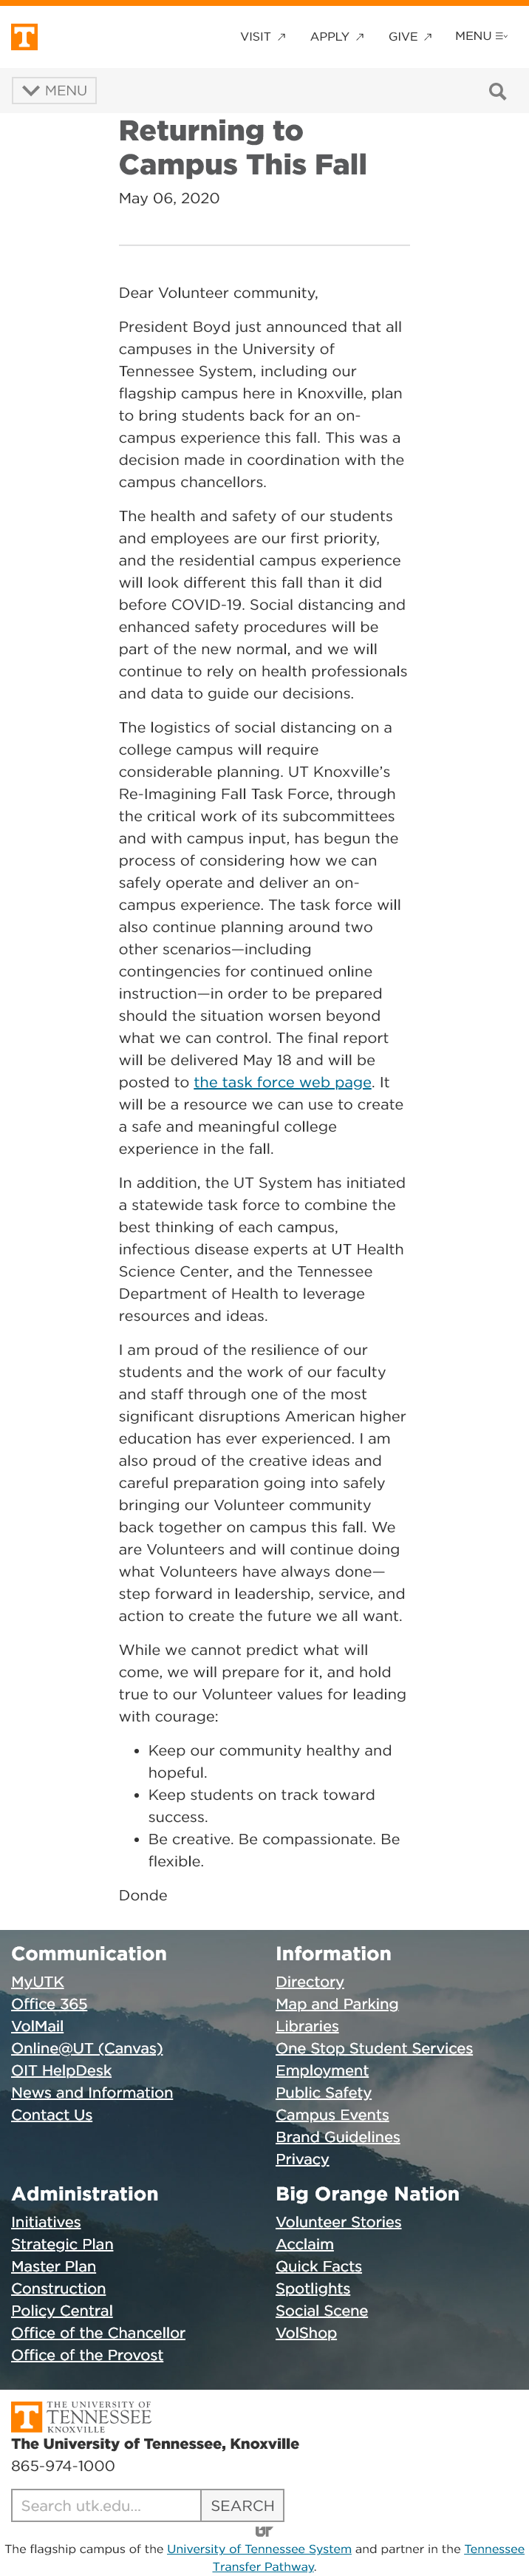 T
VISIT ↗ APPLY ↗ GIVE ↗ MENU
MENU
Returning to
Campus This Fall
May 06, 2020
Dear Volunteer community,
President Boyd just announced that all
campuses in the University of
Tennessee System, including our
flagship campus here in Knoxville, plan
to bring students back for an on-
campus experience this fall. This was a
decision made in coordination with the
campus chancellors.
The health and safety of our students
and employees are our first priority,
and the residential campus experience
will look different this fall than it did
before COVID-19. Social distancing and
enhanced safety procedures will be
part of the new normal, and we will
continue to rely on health professionals
and data to guide our decisions.
The logistics of social distancing on a
college campus will require
considerable planning. UT Knoxville’s
Re-Imagining Fall Task Force, through
the critical work of its subcommittees
and with campus input, has begun the
process of considering how we can
safely operate and deliver an on-
campus experience. The task force will
also continue planning around two
other scenarios—including
contingencies for continued online
instruction—in order to be prepared
should the situation worsen beyond
what we can control. The final report
will be delivered May 18 and will be
posted to the task force web page. It
will be a resource we can use to create
a safe and meaningful college
experience in the fall.
In addition, the UT System has initiated
a statewide task force to combine the
best thinking of each campus,
infectious disease experts at UT Health
Science Center, and the Tennessee
Department of Health to leverage
resources and ideas.
I am proud of the resilience of our
students and the work of our faculty
and staff through one of the most
significant disruptions American higher
education has ever experienced. I am
also proud of the creative ideas and
careful preparation going into safely
bringing our Volunteer community
back together on campus this fall. We
are Volunteers and will continue doing
what Volunteers have always done—
step forward in leadership, service, and
action to create the future we all want.
While we cannot predict what will
come, we will prepare for it, and hold
true to our Volunteer values for leading
with courage:
• Keep our community healthy and
hopeful.
• Keep students on track toward
success.
• Be creative. Be compassionate. Be
flexible.
Donde
Communication
MyUTK
Office 365
VolMail
Online@UT (Canvas)
OIT HelpDesk
News and Information
Contact Us
Information
Directory
Map and Parking
Libraries
One Stop Student Services
Employment
Public Safety
Campus Events
Brand Guidelines
Privacy
Administration
Initiatives
Strategic Plan
Master Plan
Construction
Policy Central
Office of the Chancellor
Office of the Provost
Big Orange Nation
Volunteer Stories
Acclaim
Quick Facts
Spotlights
Social Scene
VolShop
T
THE UNIVERSITY OF
TENNESSEE
KNOXVILLE
The University of Tennessee, Knoxville
865-974-1000
Search utk.edu... SEARCH
UT
The flagship campus of the University of Tennessee System and partner in the Tennessee
Transfer Pathway.